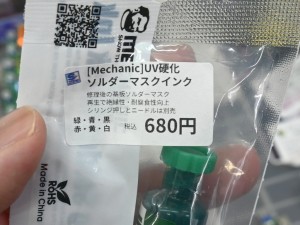 [Mechanic]UV硬化
ソルダーマスクインク
修理後の基板ソルダーマスク
再生で絶縁性・耐腐食性向上
シリンジ押しとニードルは別売
緑・青・黒
赤・黄・白
税込 680円
RoHS
Made in China